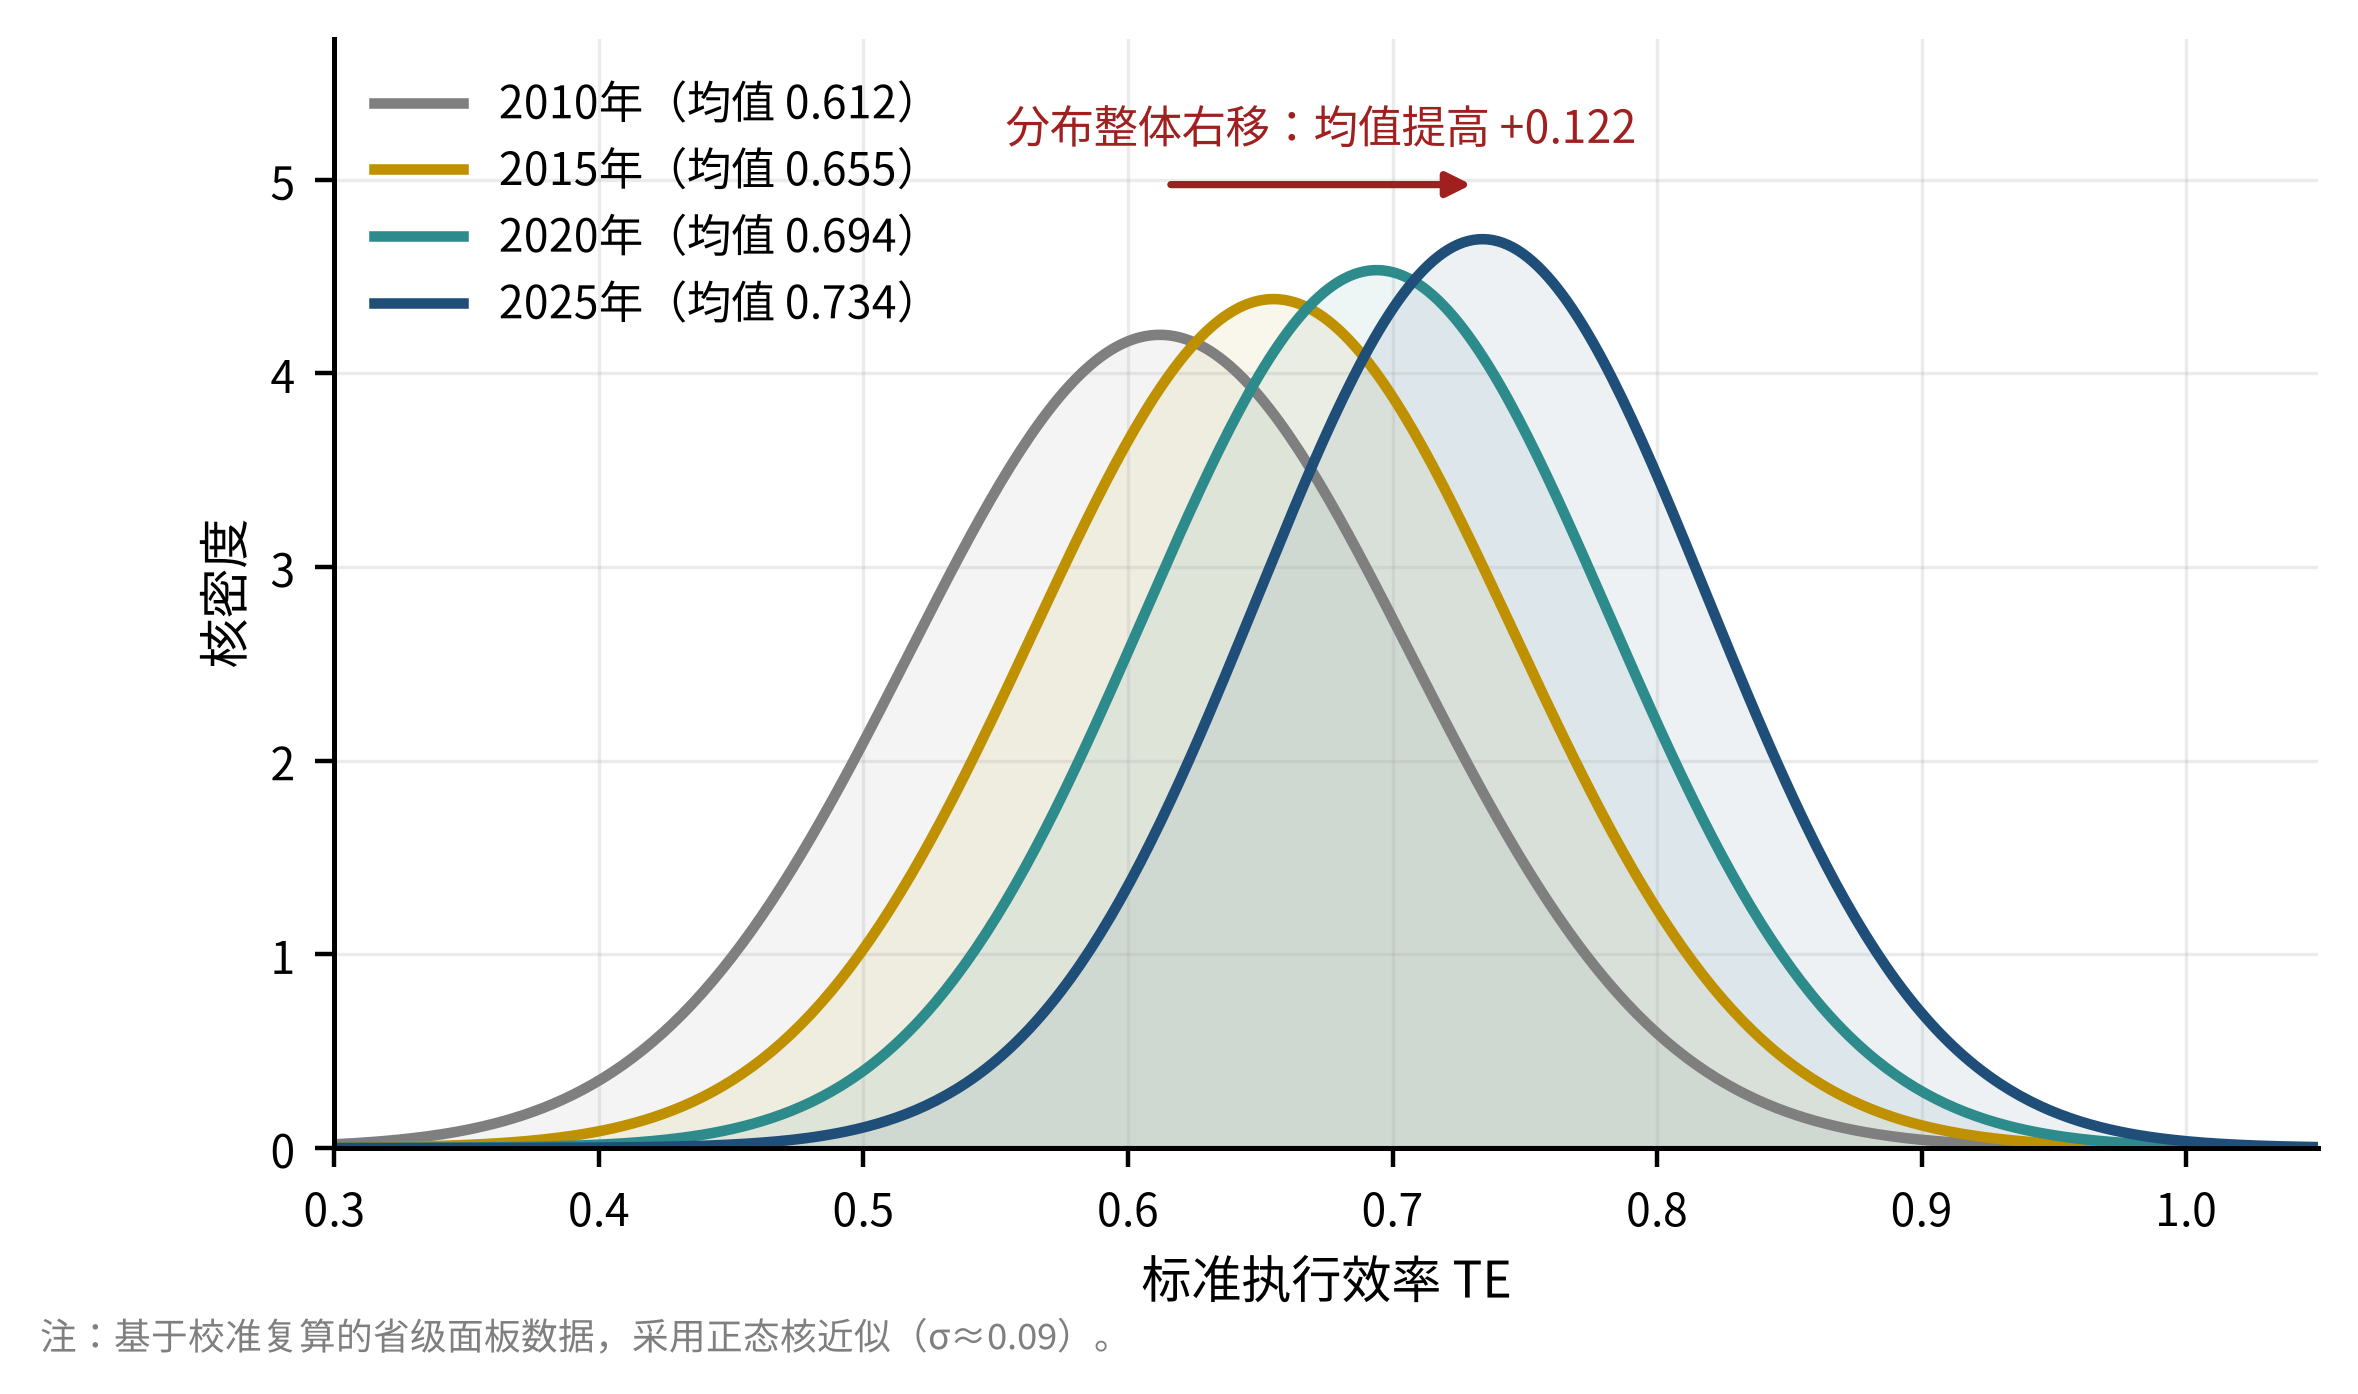 2010年（均值 0.612）
2015年（均值 0.655）
2020年（均值 0.694）
2025年（均值 0.734）
分布整体右移：均值提高 +0.122
核密度
5
4
3
2
1
0
0.3 0.4 0.5 0.6 0.7 0.8 0.9 1.0
标准执行效率 TE
注：基于校准复算的省级面板数据，采用正态核近似（σ≈0.09）。